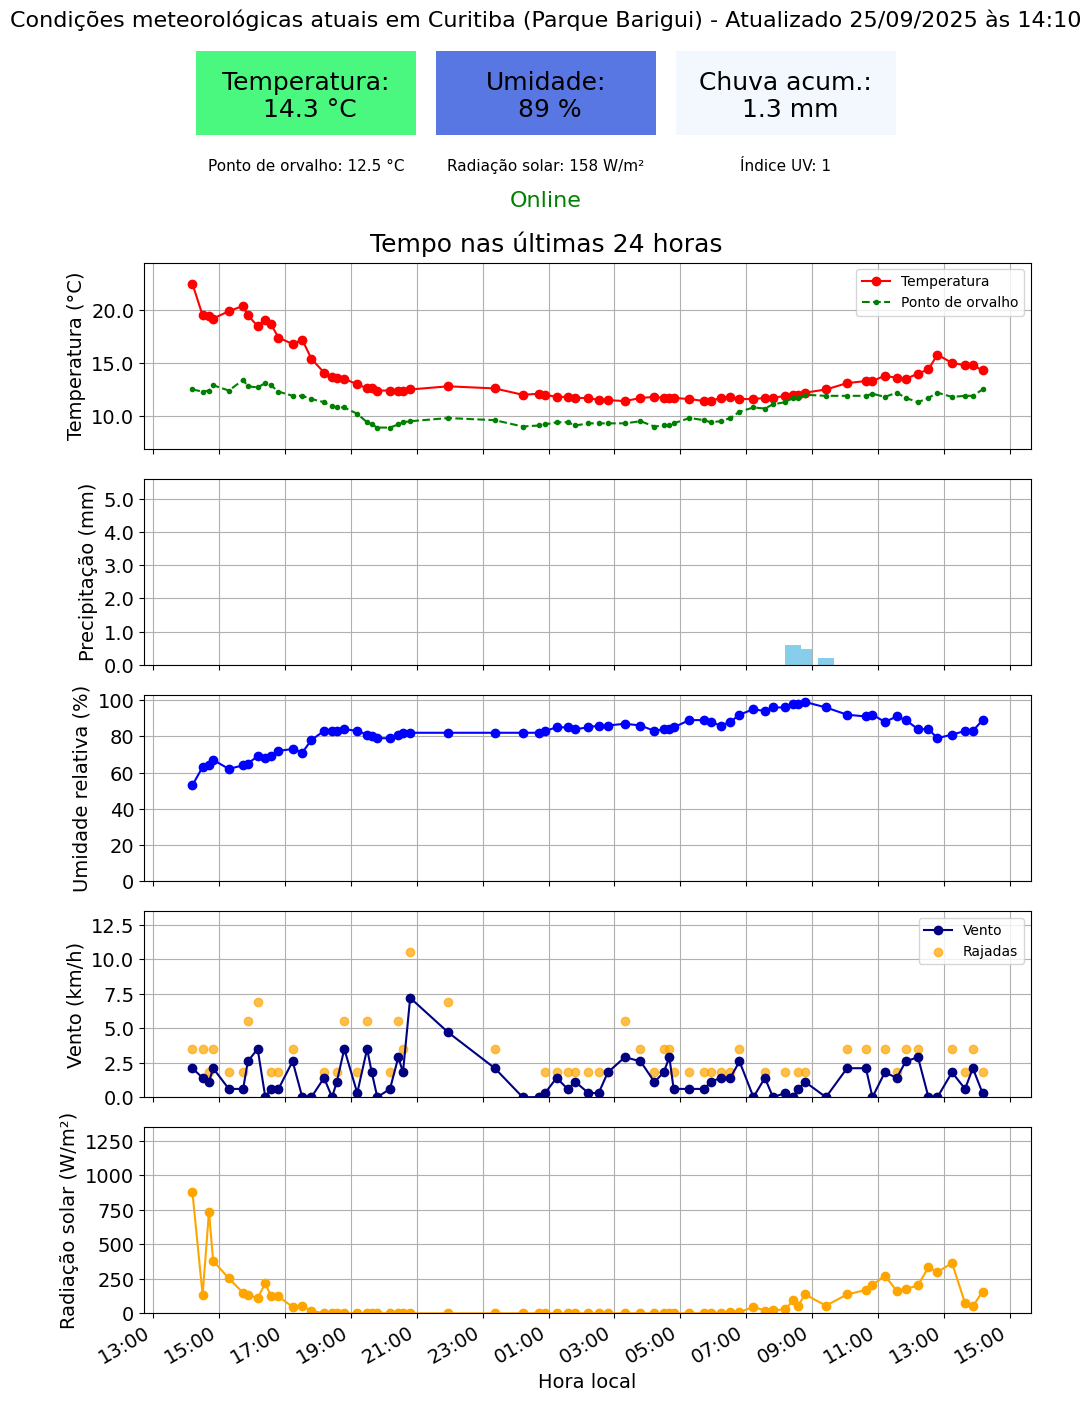 Condições meteorológicas atuais em Curitiba (Parque Barigui) - Atualizado 25/09/2025 às 14:10
Temperatura:
14.3 °C
Umidade:
89 %
Chuva acum.:
1.3 mm
Ponto de orvalho: 12.5 °C
Radiação solar: 158 W/m²
Índice UV: 1
Online
Tempo nas últimas 24 horas
Temperatura (°C)
20.0
15.0
10.0
Temperatura
Ponto de orvalho
Precipitação (mm)
5.0
4.0
3.0
2.0
1.0
0.0
Umidade relativa (%)
100
80
60
40
20
0
Vento (km/h)
12.5
10.0
7.5
5.0
2.5
0.0
Vento
Rajadas
Radiação solar (W/m²)
1250
1000
750
500
250
0
13:00
15:00
17:00
19:00
21:00
23:00
01:00
03:00
05:00
07:00
09:00
11:00
13:00
15:00
Hora local